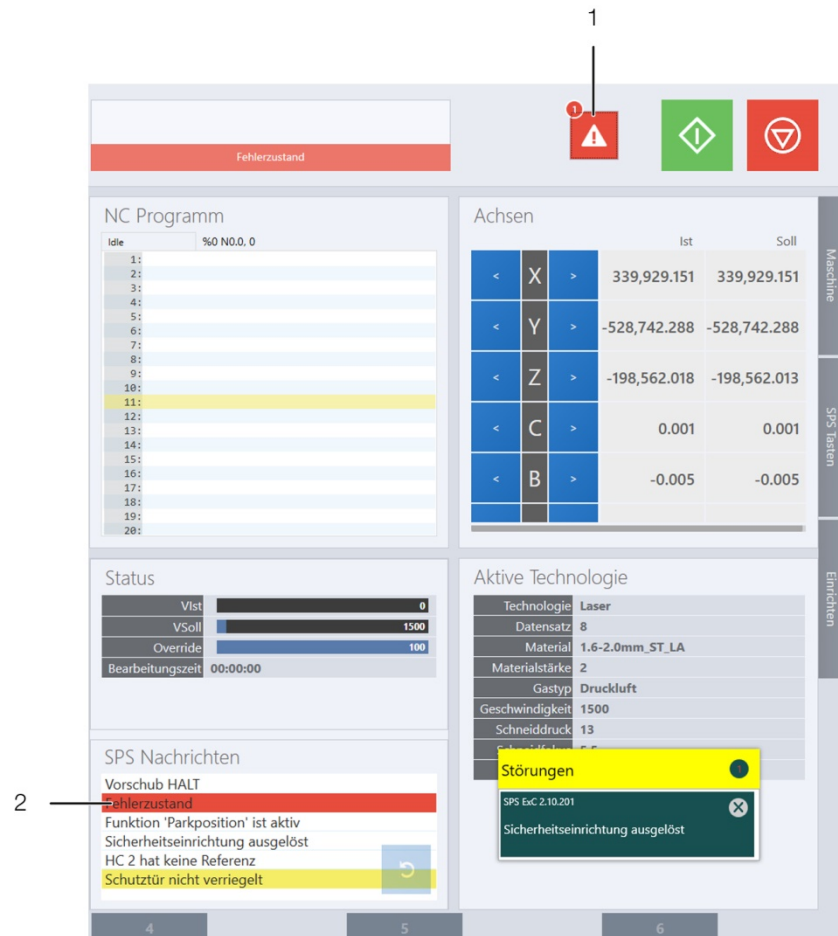 1
1
Fehlerzustand
NC Programm
Idle %0 N0.0, 0
1:
2:
3:
4:
5:
6:
7:
8:
9:
10:
11:
12:
13:
14:
15:
16:
17:
18:
19:
20:
Achsen
Ist Soll
< X > 339,929.151 339,929.151
< Y > -528,742.288 -528,742.288
< Z > -198,562.018 -198,562.013
< C > 0.001 0.001
< B > -0.005 -0.005
Maschine
SPS Tasten
Einrichten
Status
VIst 0
VSoll 1500
Override 100
Bearbeitungszeit 00:00:00
Aktive Technologie
Technologie Laser
Datensatz 8
Material 1.6-2.0mm_ST_LA
Materialstärke 2
Gastyp Druckluft
Geschwindigkeit 1500
Schneiddruck 13
SPS Nachrichten
Vorschub HALT
2
Fehlerzustand
Funktion 'Parkposition' ist aktiv
Sicherheitseinrichtung ausgelöst
HC 2 hat keine Referenz
Schutztür nicht verriegelt
Störungen
SPS ExC 2.10.201
Sicherheitseinrichtung ausgelöst
4 5 6